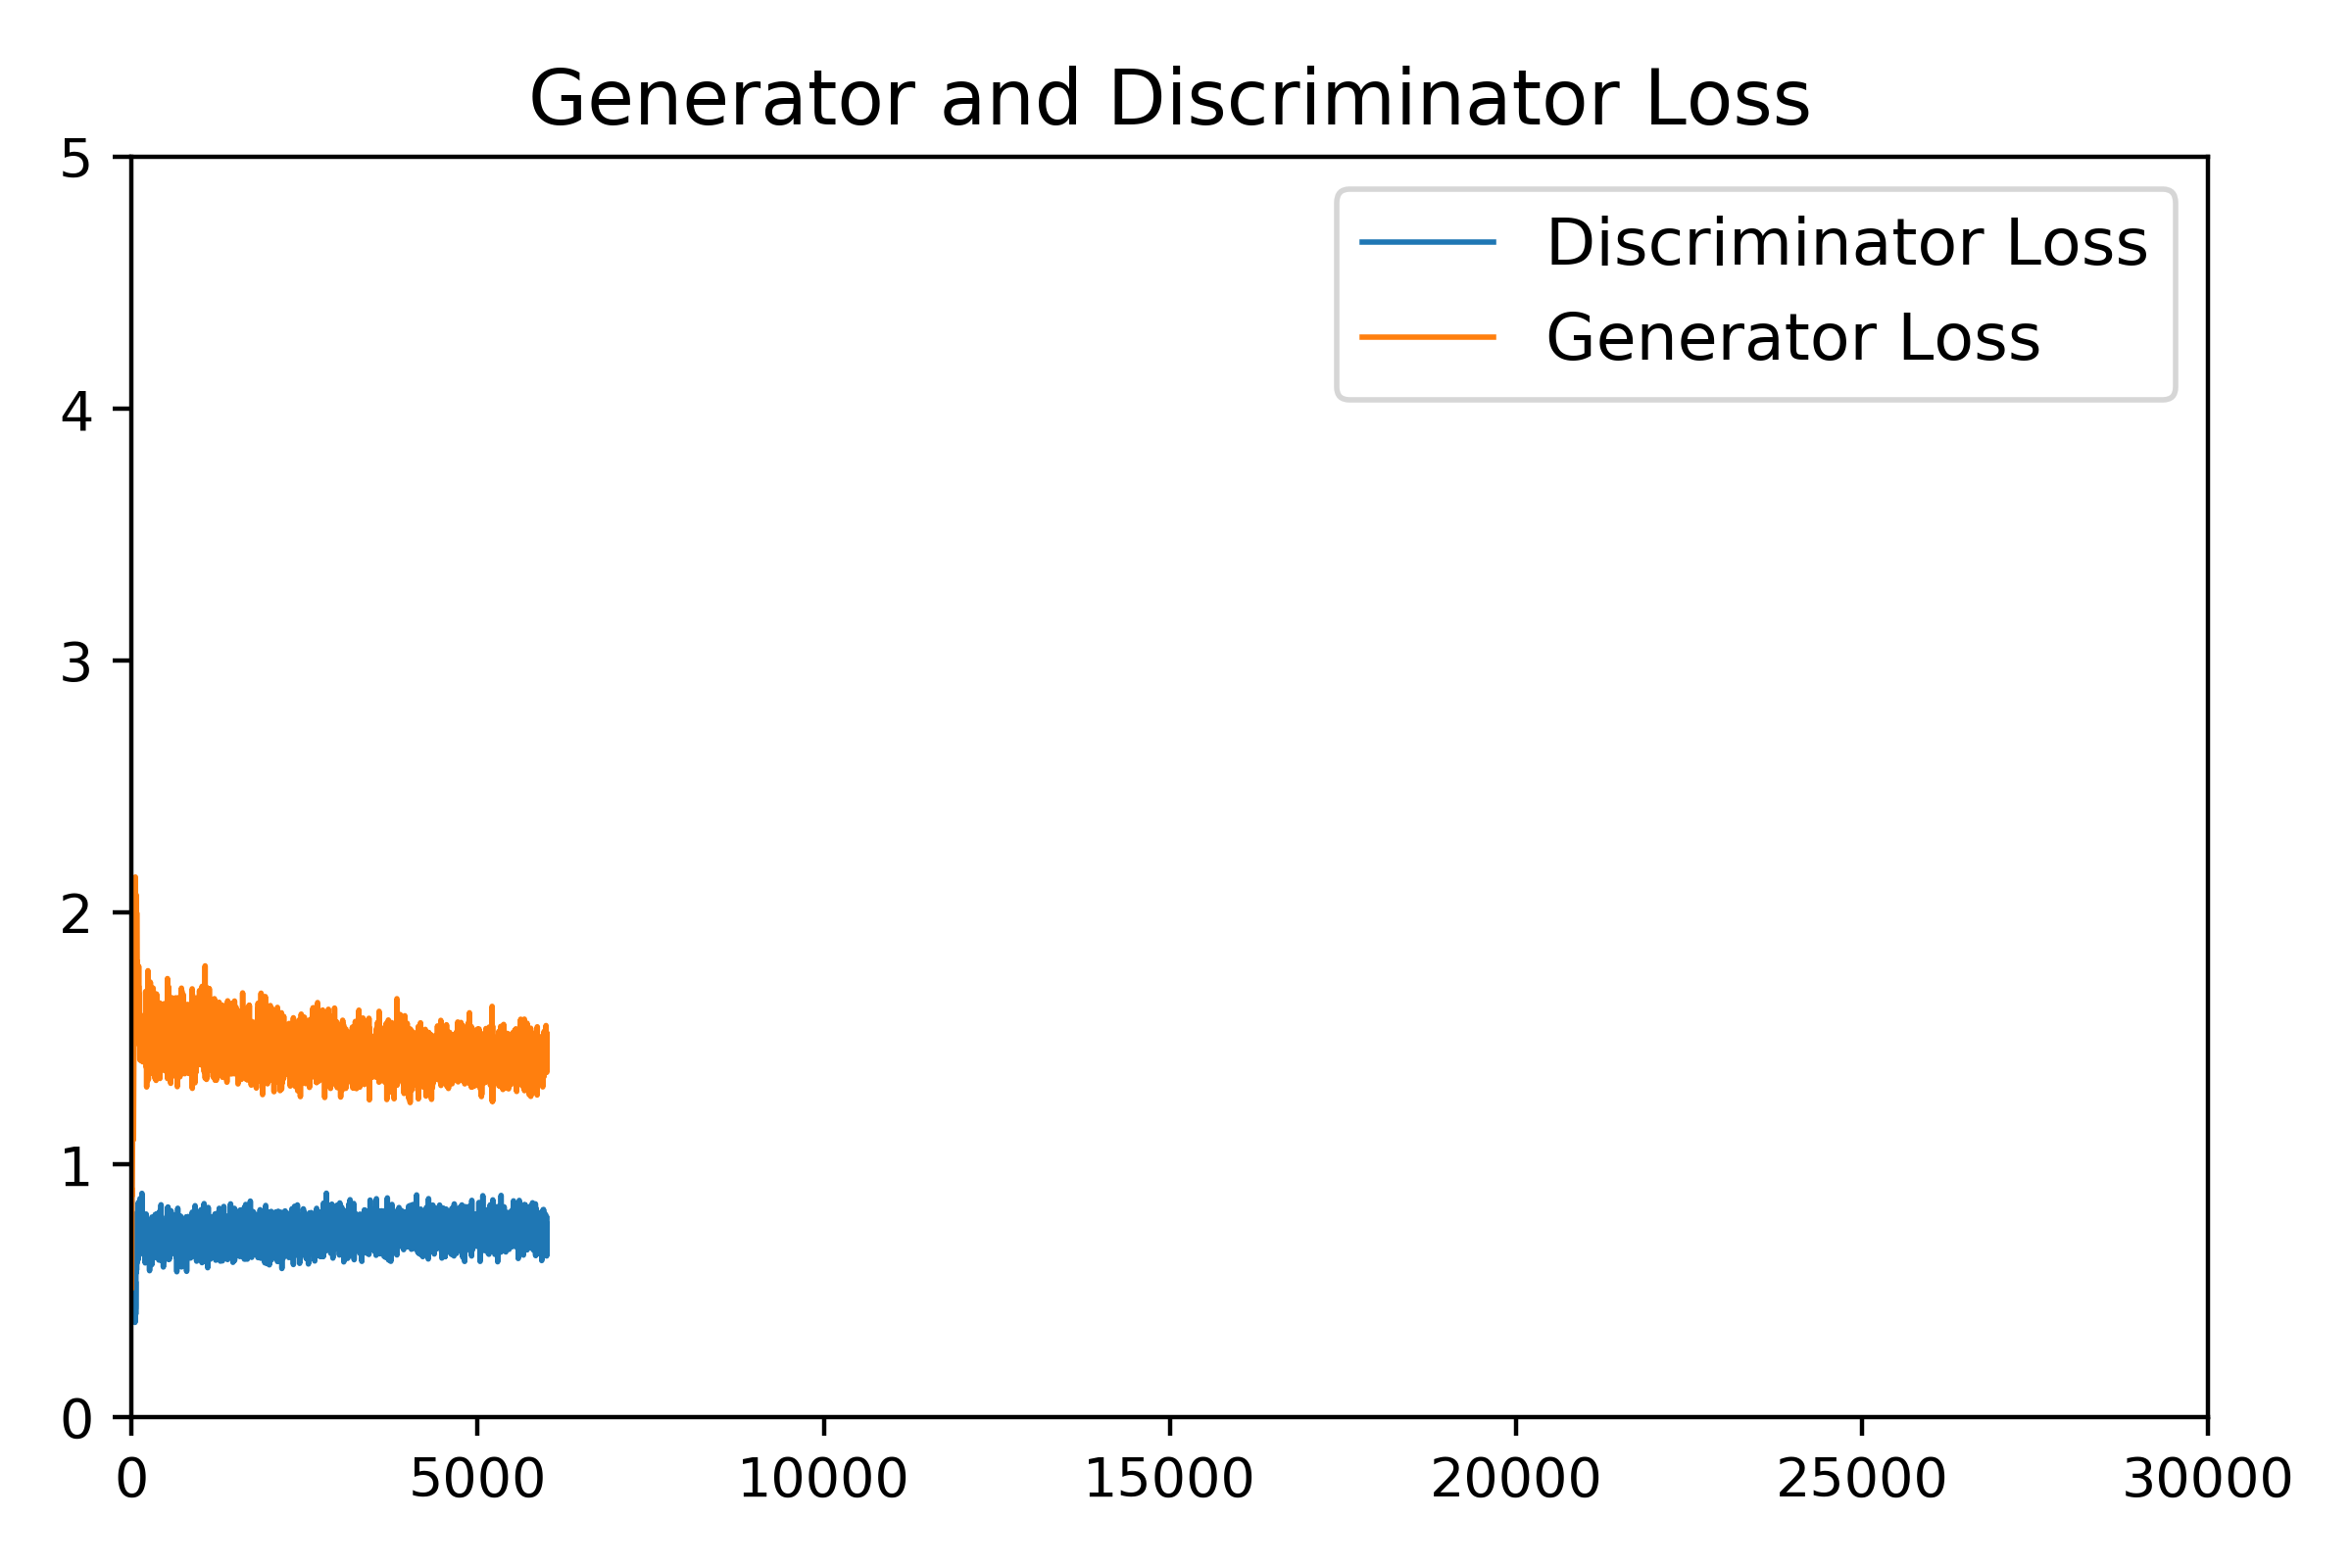 Generator and Discriminator Loss
5
Discriminator Loss
Generator Loss
4
3
2
1
0
0 5000 10000 15000 20000 25000 30000